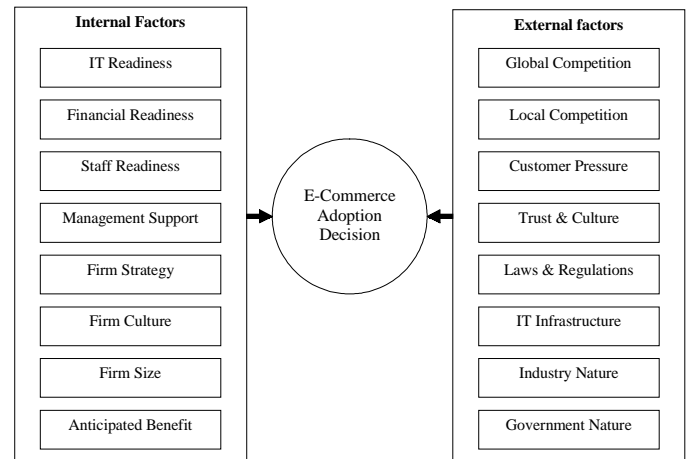 Internal Factors
IT Readiness
Financial Readiness
Staff Readiness
Management Support
Firm Strategy
Firm Culture
Firm Size
Anticipated Benefit
E-Commerce
Adoption
Decision
External factors
Global Competition
Local Competition
Customer Pressure
Trust & Culture
Laws & Regulations
IT Infrastructure
Industry Nature
Government Nature